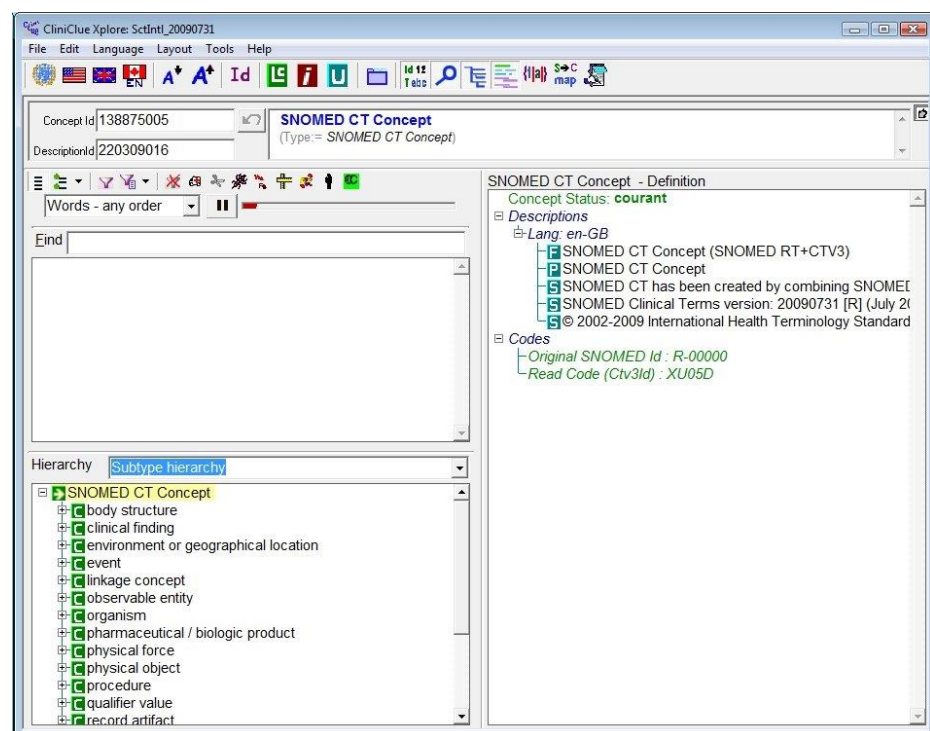 CliniClue Xplore: SctIntl_20090731
File Edit Language Layout Tools Help
EN A A Id Id 12 T ebc {|a|} S C map
Concept Id 138875005
SNOMED CT Concept
(Type:= SNOMED CT Concept)
DescriptionId 220309016
Words - any order
Find
Hierarchy Subtype hierarchy
SNOMED CT Concept
C body structure
C clinical finding
C environment or geographical location
C event
C linkage concept
C observable entity
C organism
C pharmaceutical / biologic product
C physical force
C physical object
C procedure
C qualifier value
C record artifact
SNOMED CT Concept - Definition
Concept Status: courant
Descriptions
Lang: en-GB
F SNOMED CT Concept (SNOMED RT+CTV3)
P SNOMED CT Concept
S SNOMED CT has been created by combining SNOMED
S SNOMED Clinical Terms version: 20090731 [R] (July 20
S © 2002-2009 International Health Terminology Standard
Codes
Original SNOMED Id : R-00000
Read Code (Ctv3Id) : XU05D